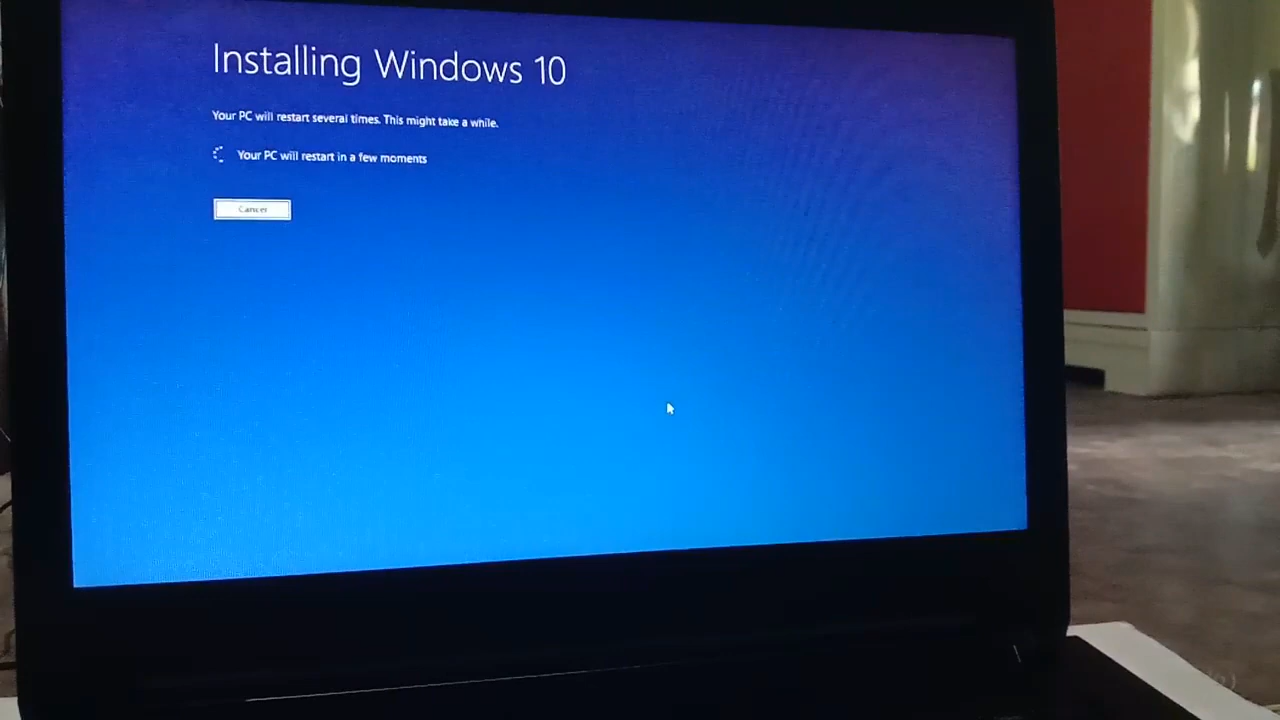 Installing Windows 10
Your PC will restart several times. This might take a while.
Your PC will restart in a few moments
Cancel